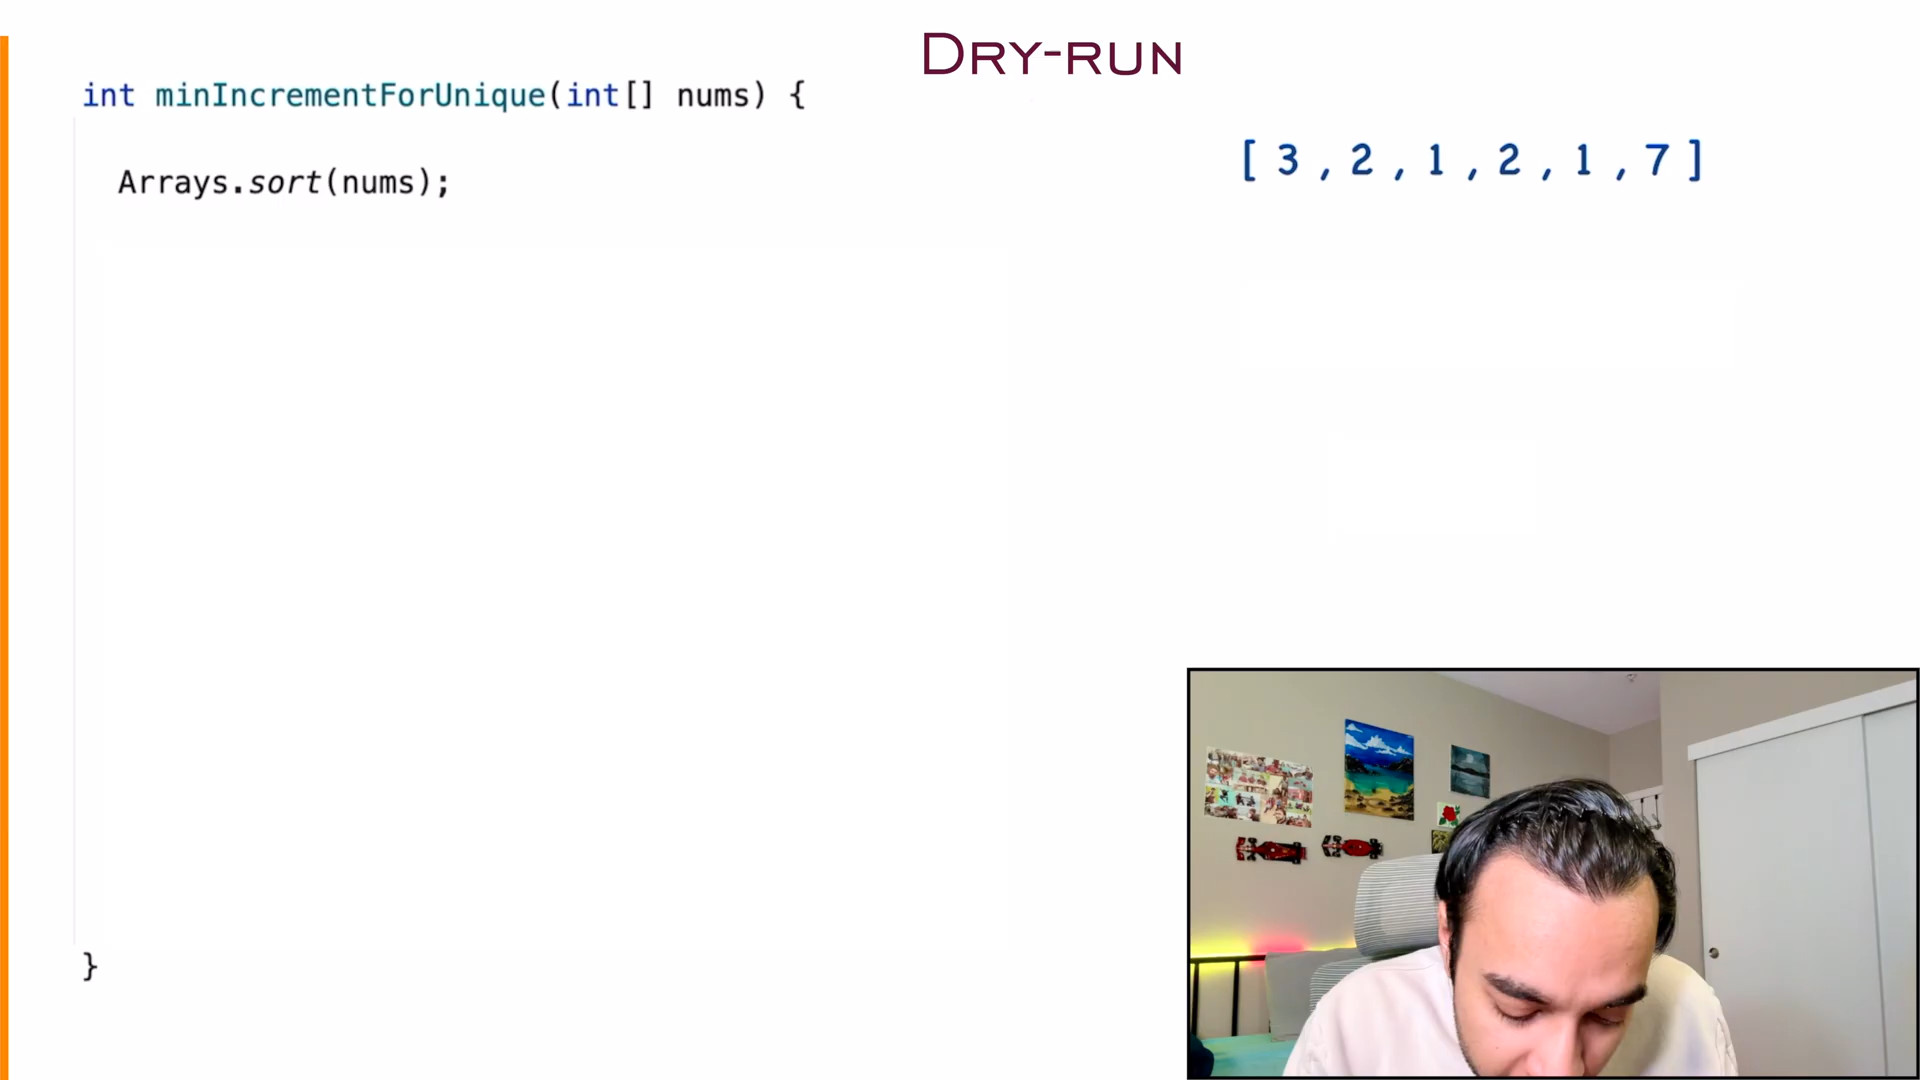 DRY-RUN
int minIncrementForUnique(int[] nums) {
[ 3 , 2 , 1 , 2 , 1 , 7 ]
Arrays.sort(nums);
}